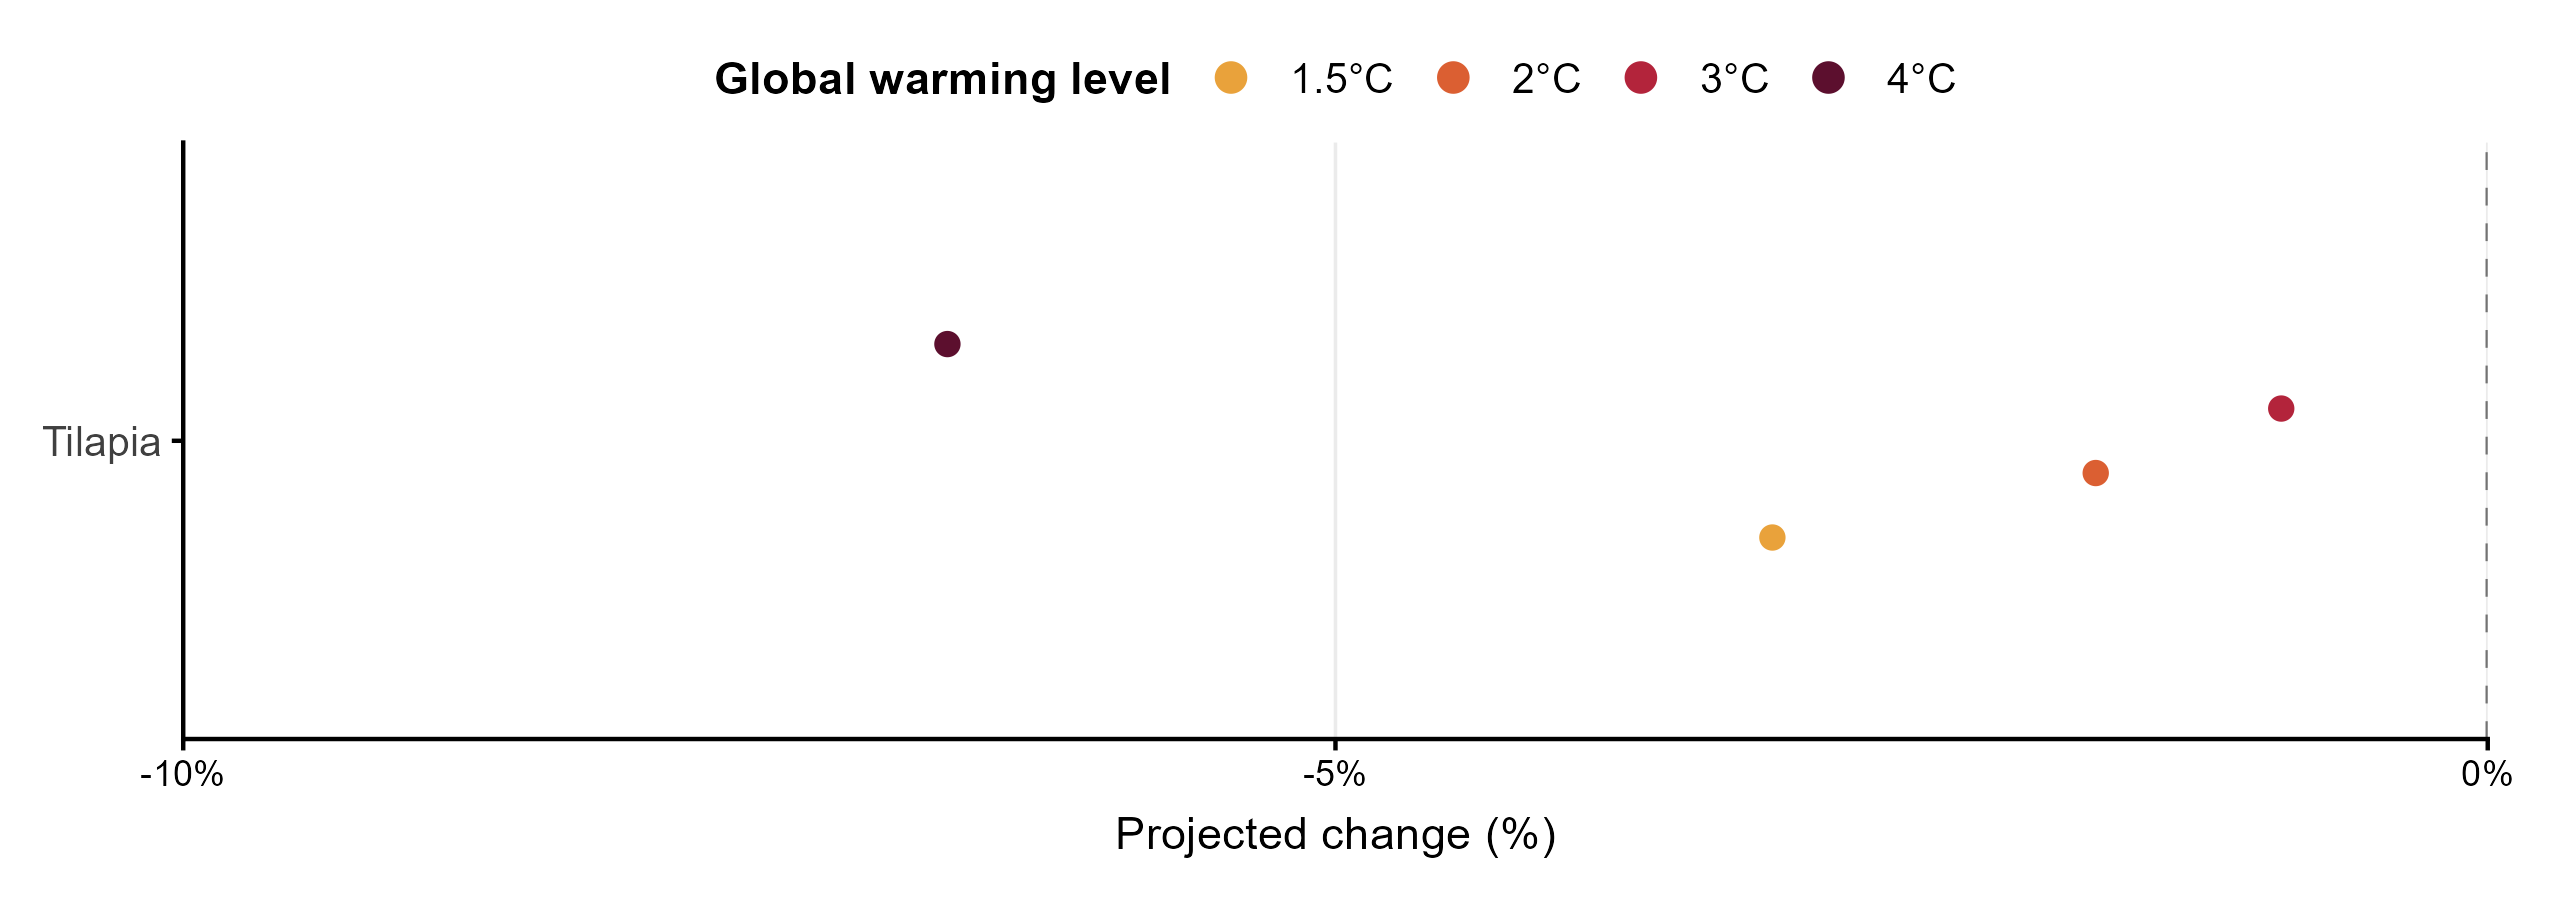 Global warming level 1.5°C 2°C 3°C 4°C
Tilapia
-10% -5% 0%
Projected change (%)